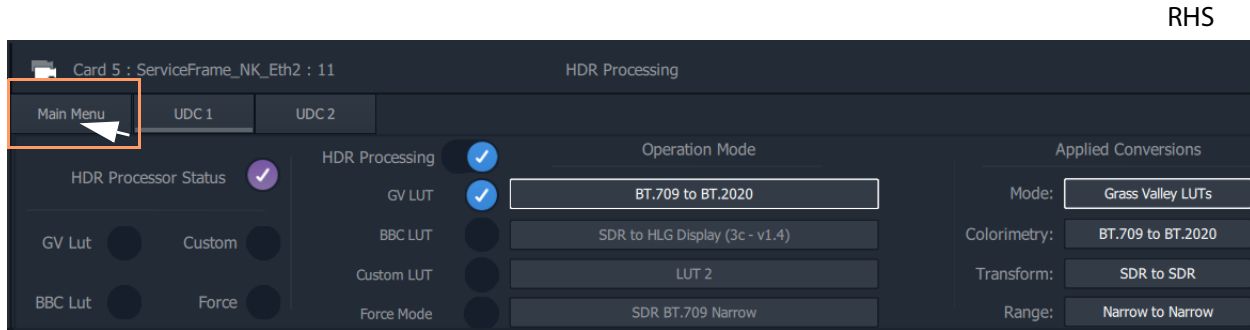 RHS
Card 5 : ServiceFrame_NK_Eth2 : 11
HDR Processing
Main Menu
UDC 1
UDC 2
HDR Processor Status
GV Lut
Custom
BBC Lut
Force
HDR Processing
Operation Mode
GV LUT
BT.709 to BT.2020
BBC LUT
SDR to HLG Display (3c - v1.4)
Custom LUT
LUT 2
Force Mode
SDR BT.709 Narrow
Applied Conversions
Mode:
Grass Valley LUTs
Colorimetry:
BT.709 to BT.2020
Transform:
SDR to SDR
Range:
Narrow to Narrow